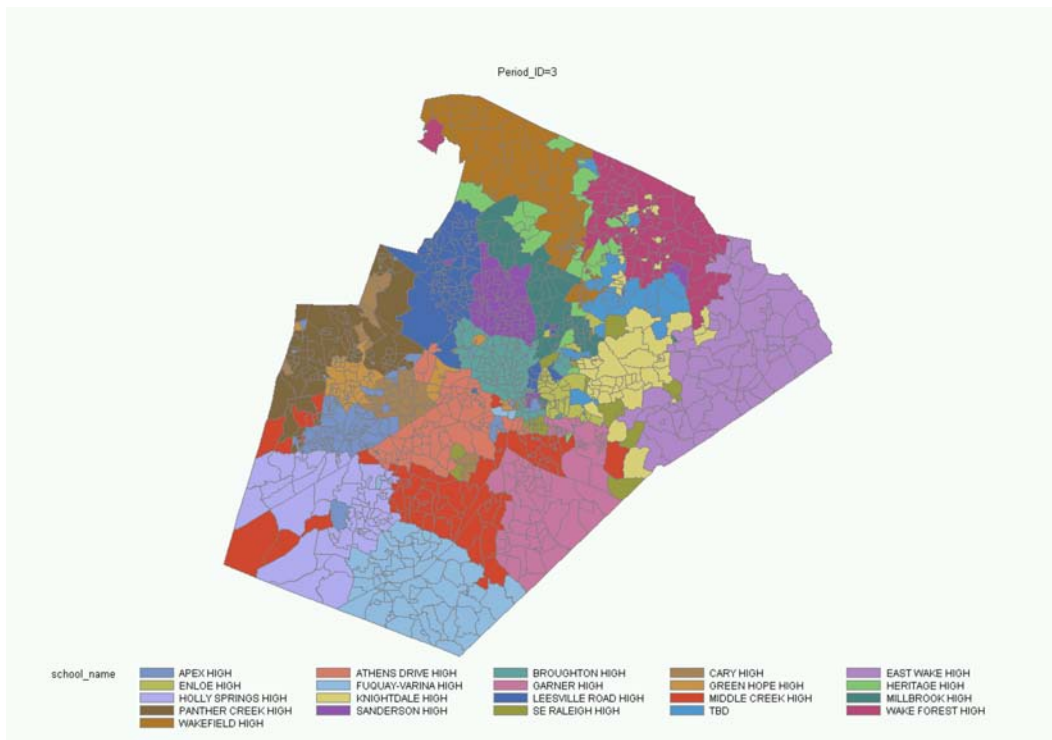 Period_ID=3
school_name APEX HIGH ATHENS DRIVE HIGH BROUGHTON HIGH CARY HIGH EAST WAKE HIGH
ENLOE HIGH FUQUAY-VARINA HIGH GARNER HIGH GREEN HOPE HIGH HERITAGE HIGH
HOLLY SPRINGS HIGH KNIGHTDALE HIGH LEESVILLE ROAD HIGH MIDDLE CREEK HIGH MILLBROOK HIGH
PANTHER CREEK HIGH SANDERSON HIGH SE RALEIGH HIGH TBD WAKE FOREST HIGH
WAKEFIELD HIGH